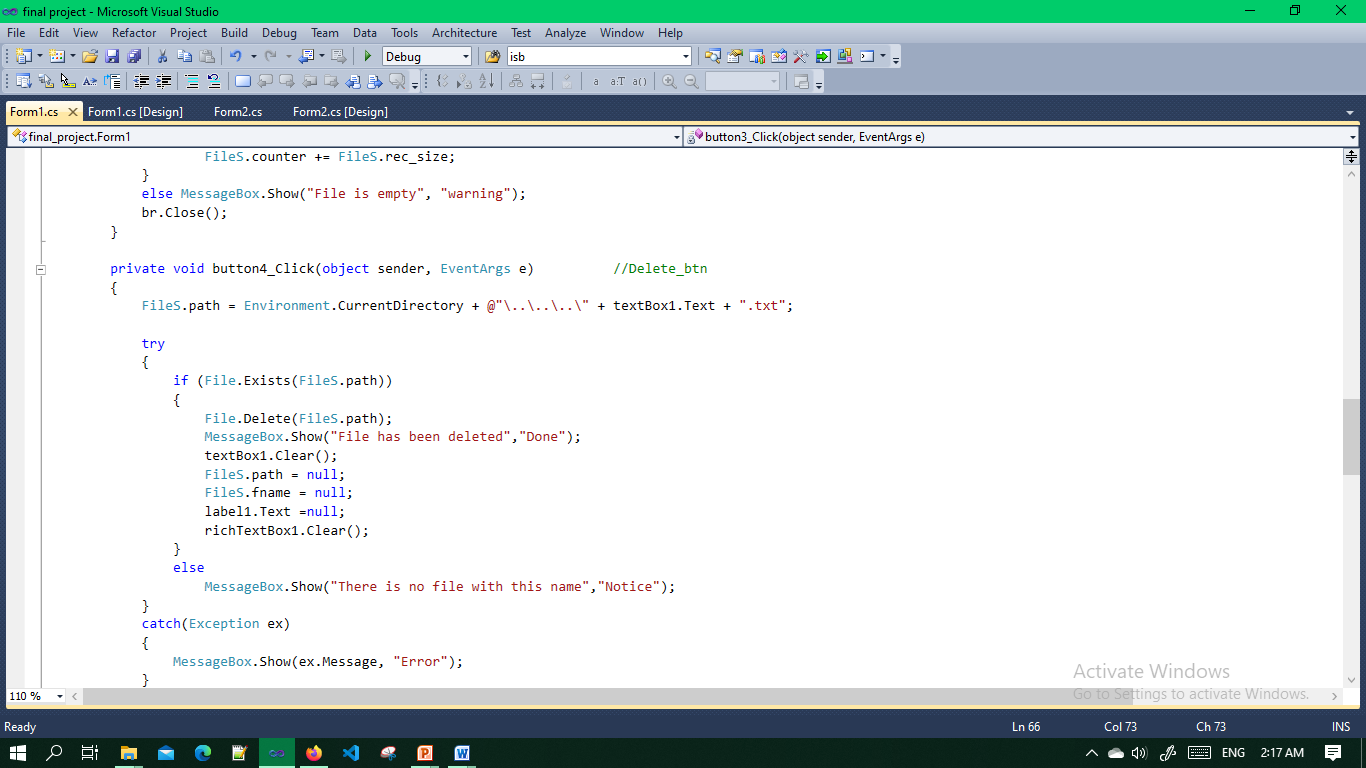 final project - Microsoft Visual Studio
File Edit View Refactor Project Build Debug Team Data Tools Architecture Test Analyze Window Help
Debug isb
a a:T a()
Form1.cs Form1.cs [Design] Form2.cs Form2.cs [Design]
final_project.Form1 button3_Click(object sender, EventArgs e)
FileS.counter += FileS.rec_size;
}
else MessageBox.Show("File is empty", "warning");
br.Close();
}
private void button4_Click(object sender, EventArgs e) //Delete_btn
{
FileS.path = Environment.CurrentDirectory + @"\..\..\..\" + textBox1.Text + ".txt";
try
{
if (File.Exists(FileS.path))
{
File.Delete(FileS.path);
MessageBox.Show("File has been deleted","Done");
textBox1.Clear();
FileS.path = null;
FileS.fname = null;
label1.Text =null;
richTextBox1.Clear();
}
else
MessageBox.Show("There is no file with this name","Notice");
}
catch(Exception ex)
{
MessageBox.Show(ex.Message, "Error");
}
Activate Windows
Go to Settings to activate Windows.
110 %
Ready Ln 66 Col 73 Ch 73 INS
ENG 2:17 AM